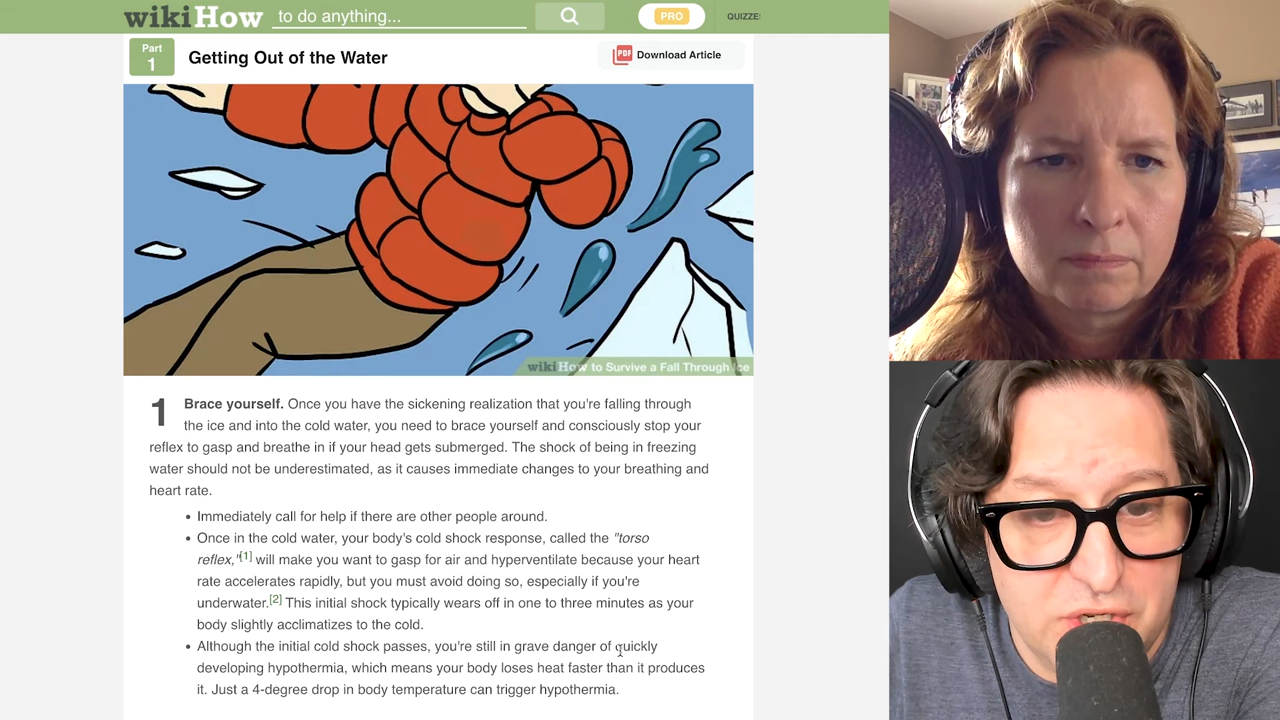 wikiHow to do anything... PRO QUIZZES
Part
1
Getting Out of the Water
PDF Download Article
wikiHow to Survive a Fall Through Ice
1 Brace yourself. Once you have the sickening realization that you're falling through
the ice and into the cold water, you need to brace yourself and consciously stop your
reflex to gasp and breathe in if your head gets submerged. The shock of being in freezing
water should not be underestimated, as it causes immediate changes to your breathing and
heart rate.
• Immediately call for help if there are other people around.
• Once in the cold water, your body's cold shock response, called the "torso
reflex,"[1] will make you want to gasp for air and hyperventilate because your heart
rate accelerates rapidly, but you must avoid doing so, especially if you're
underwater.[2] This initial shock typically wears off in one to three minutes as your
body slightly acclimatizes to the cold.
• Although the initial cold shock passes, you're still in grave danger of quickly
developing hypothermia, which means your body loses heat faster than it produces
it. Just a 4-degree drop in body temperature can trigger hypothermia.